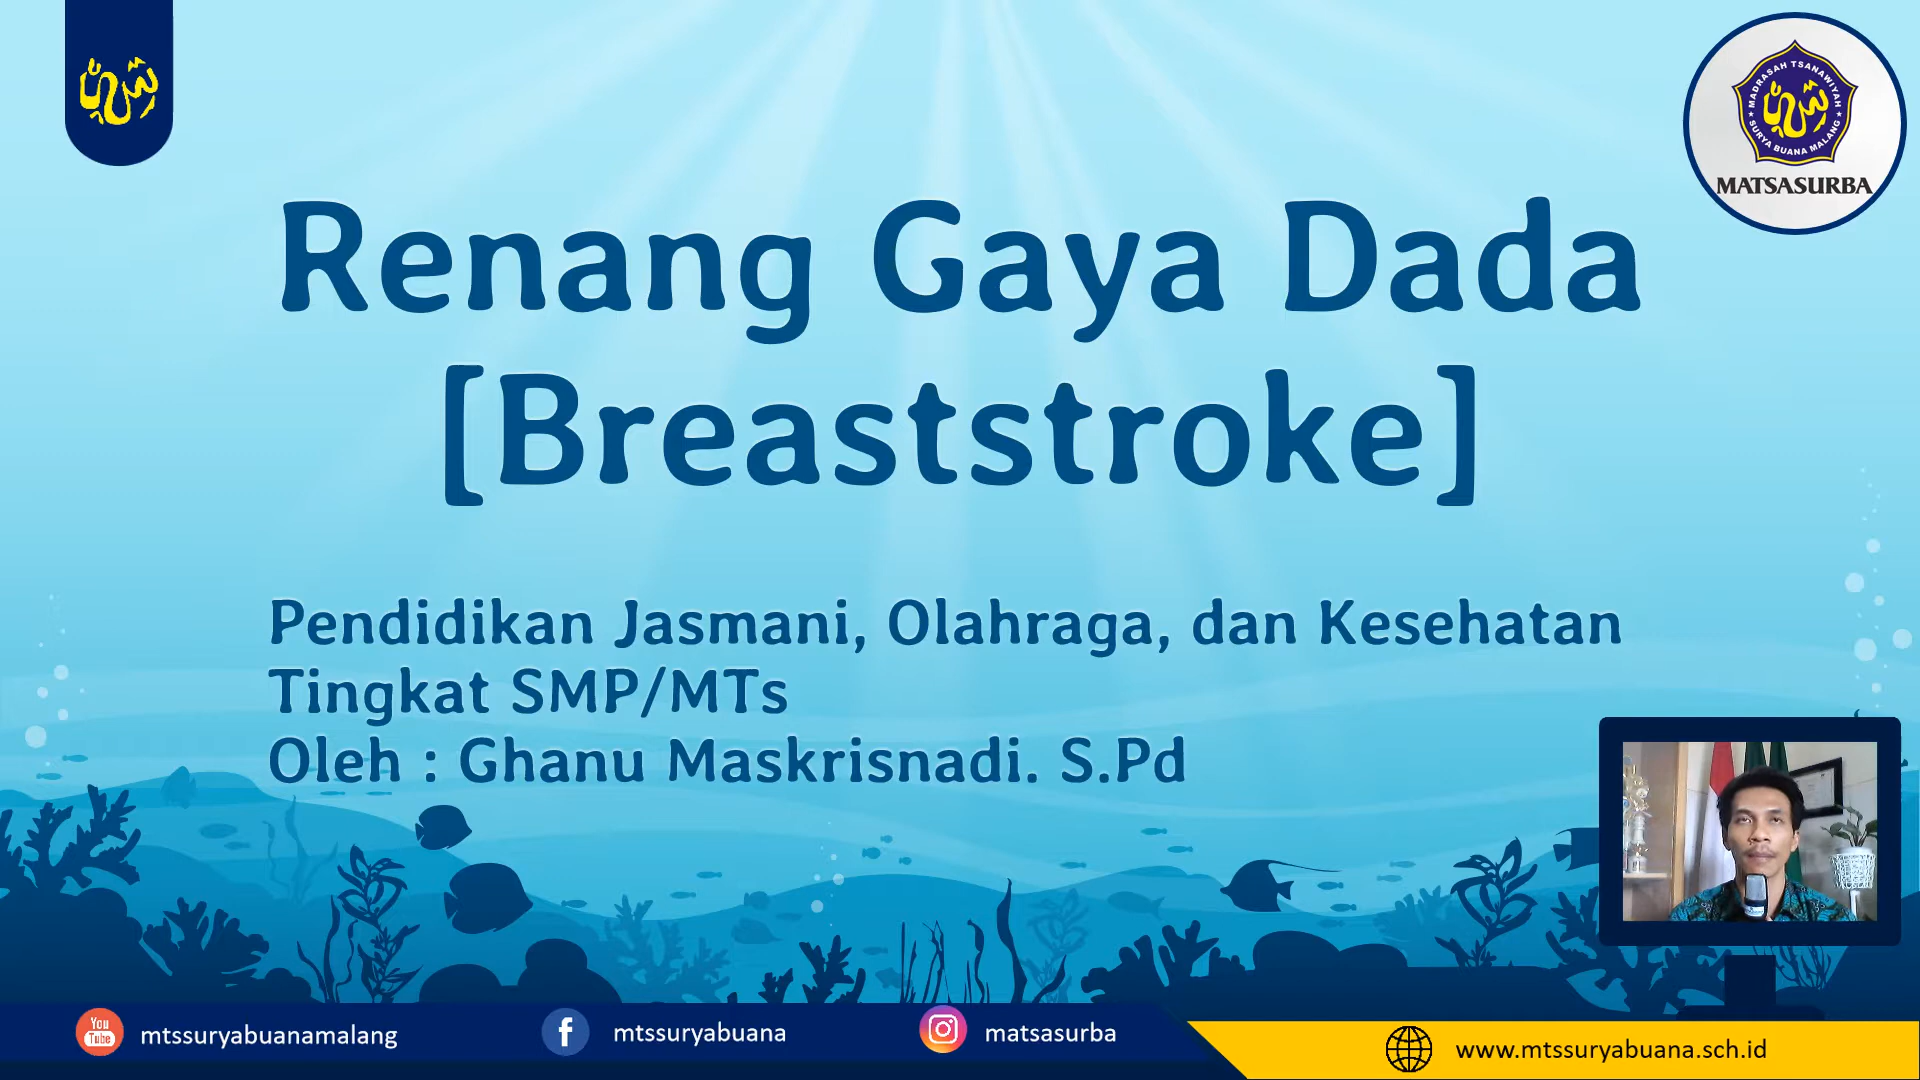 MADRASAH TSANAWIYAH
SURYA BUANA MALANG
MATSASURBA
Renang Gaya Dada
[Breaststroke]
Pendidikan Jasmani, Olahraga, dan Kesehatan
Tingkat SMP/MTs
Oleh : Ghanu Maskrisnadi. S.Pd
You
Tube
mtssuryabuanamalang
mtssuryabuana
matsasurba
www.mtssuryabuana.sch.id